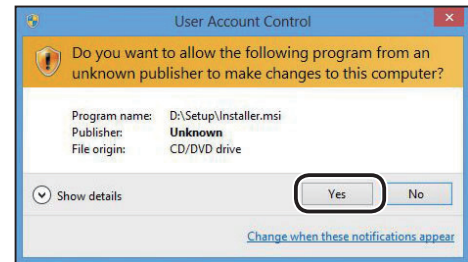 User Account Control
Do you want to allow the following program from an
unknown publisher to make changes to this computer?
Program name: D:\Setup\Installer.msi
Publisher: Unknown
File origin: CD/DVD drive
Show details
Yes No
Change when these notifications appear